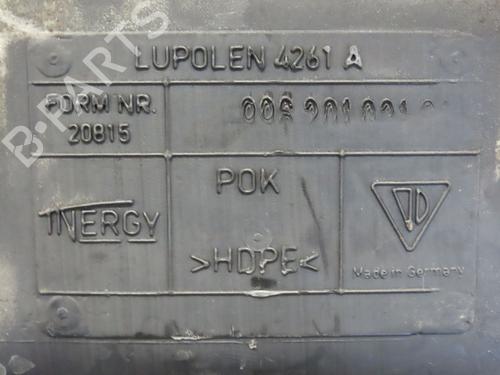 LUPOLEN 4261 A
FORM NR.
20815
INERGY
POK
>HDPE<
Made in Germany
B-PARTS